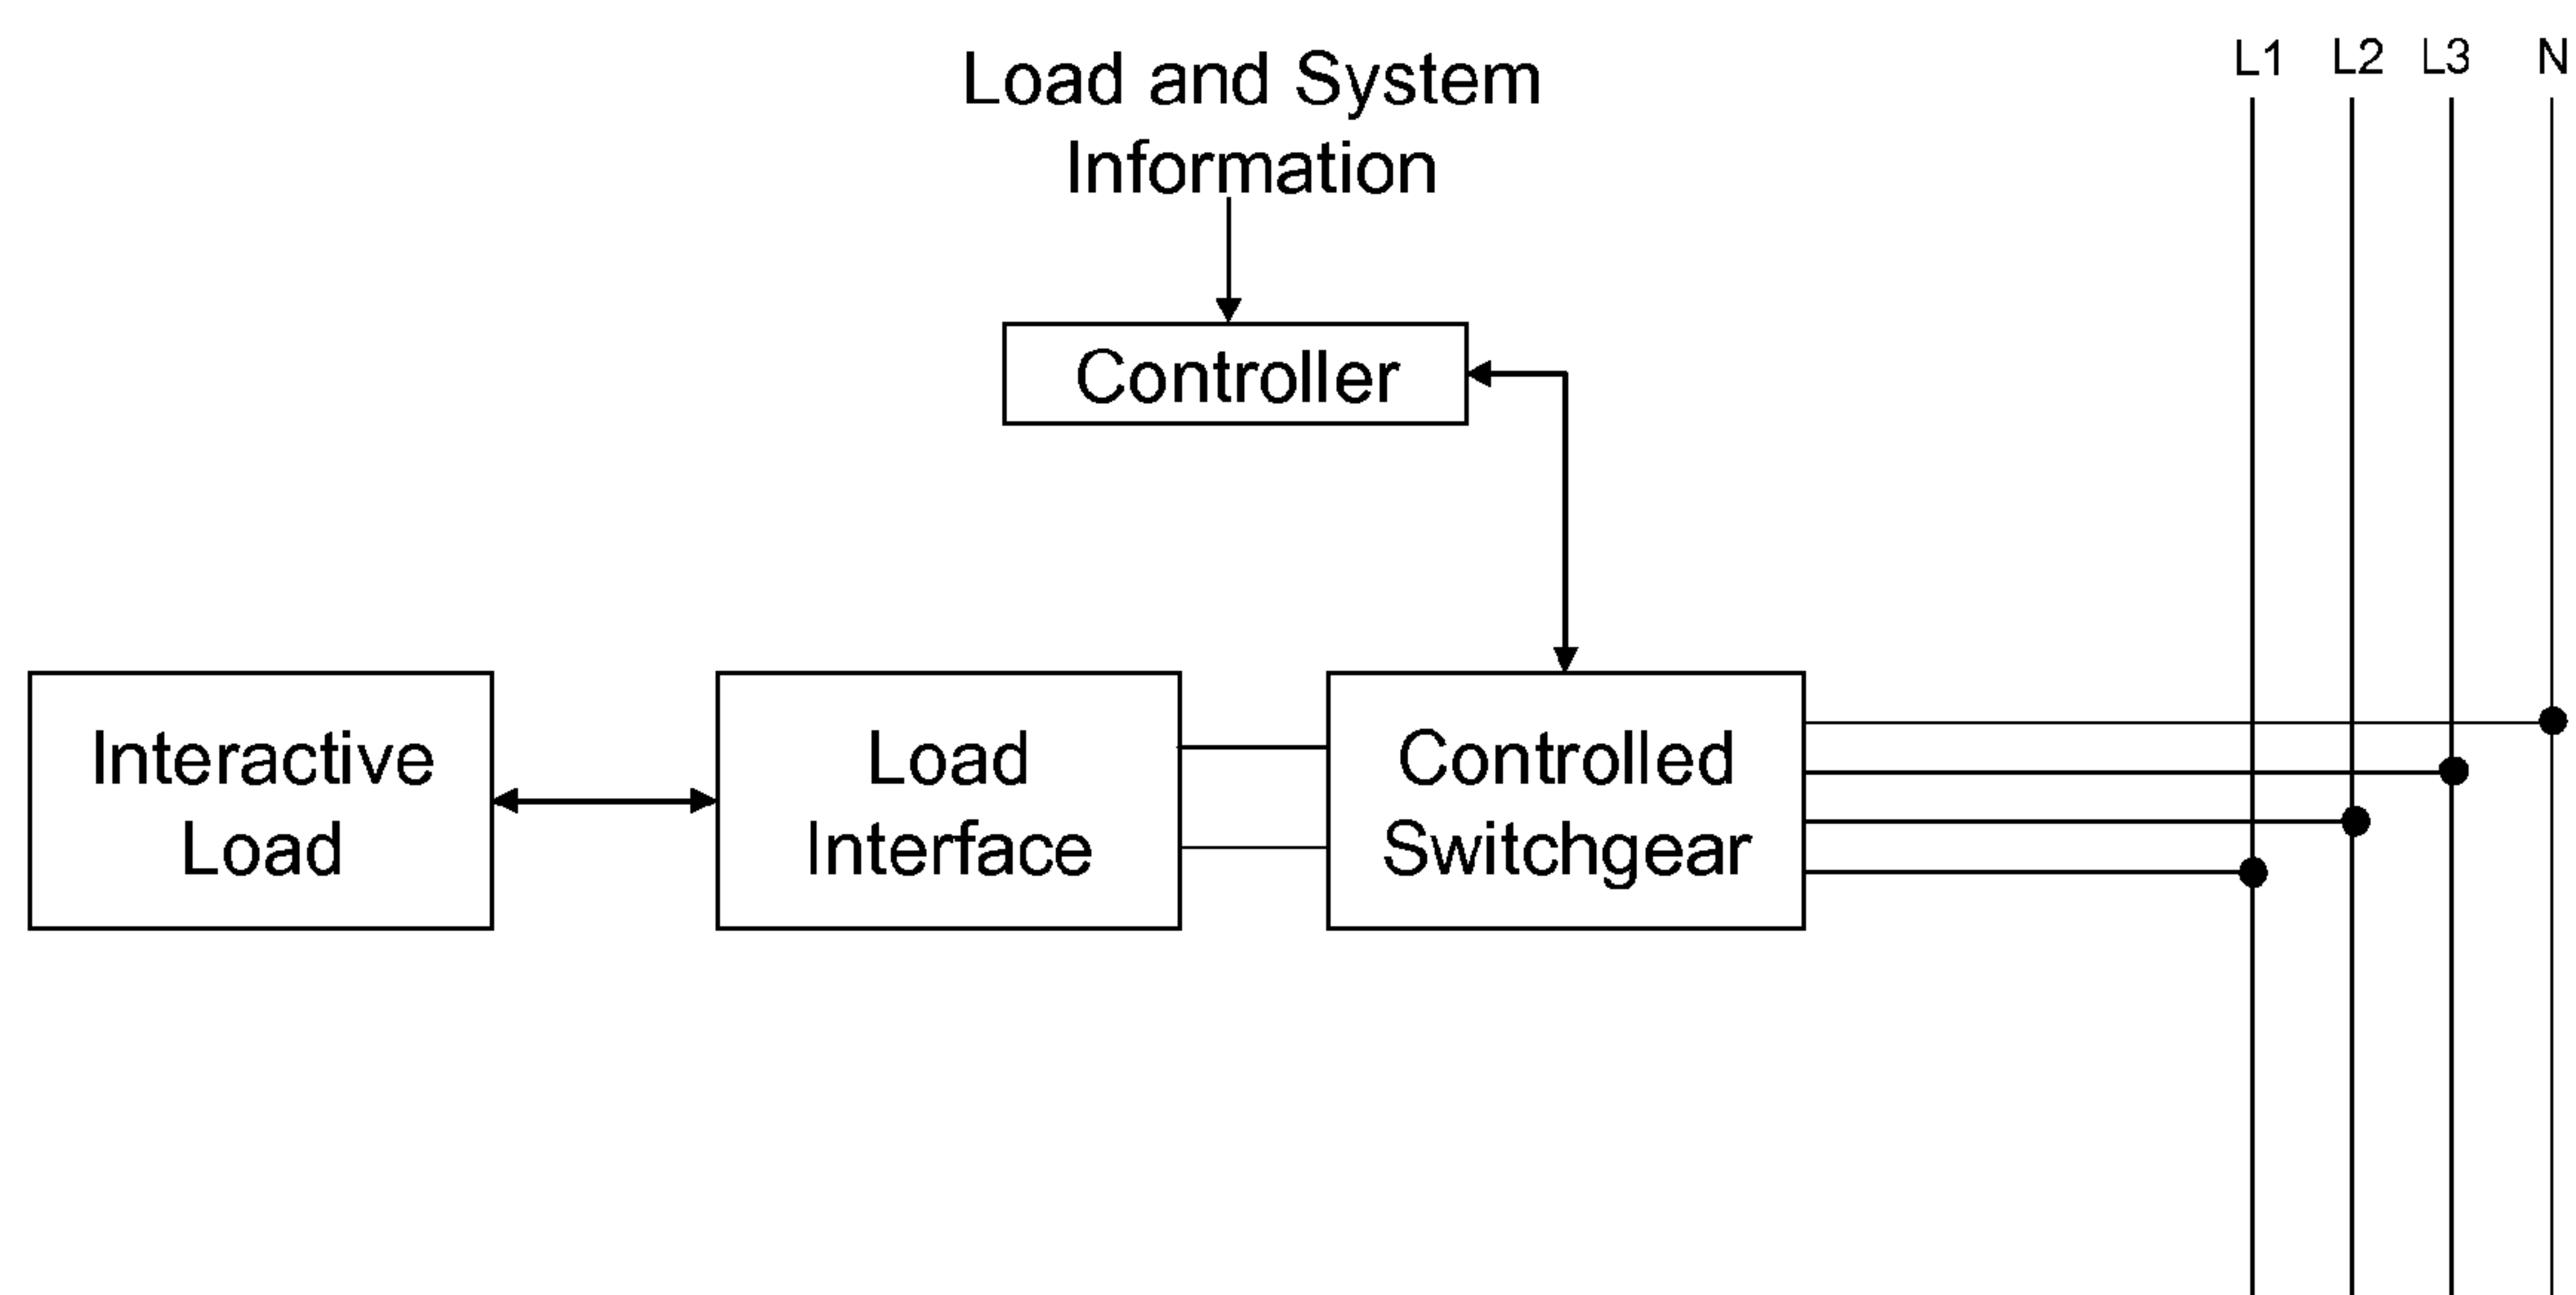 Load and System
Information
L1 L2 L3 N
Controller
Interactive
Load
Load
Interface
Controlled
Switchgear